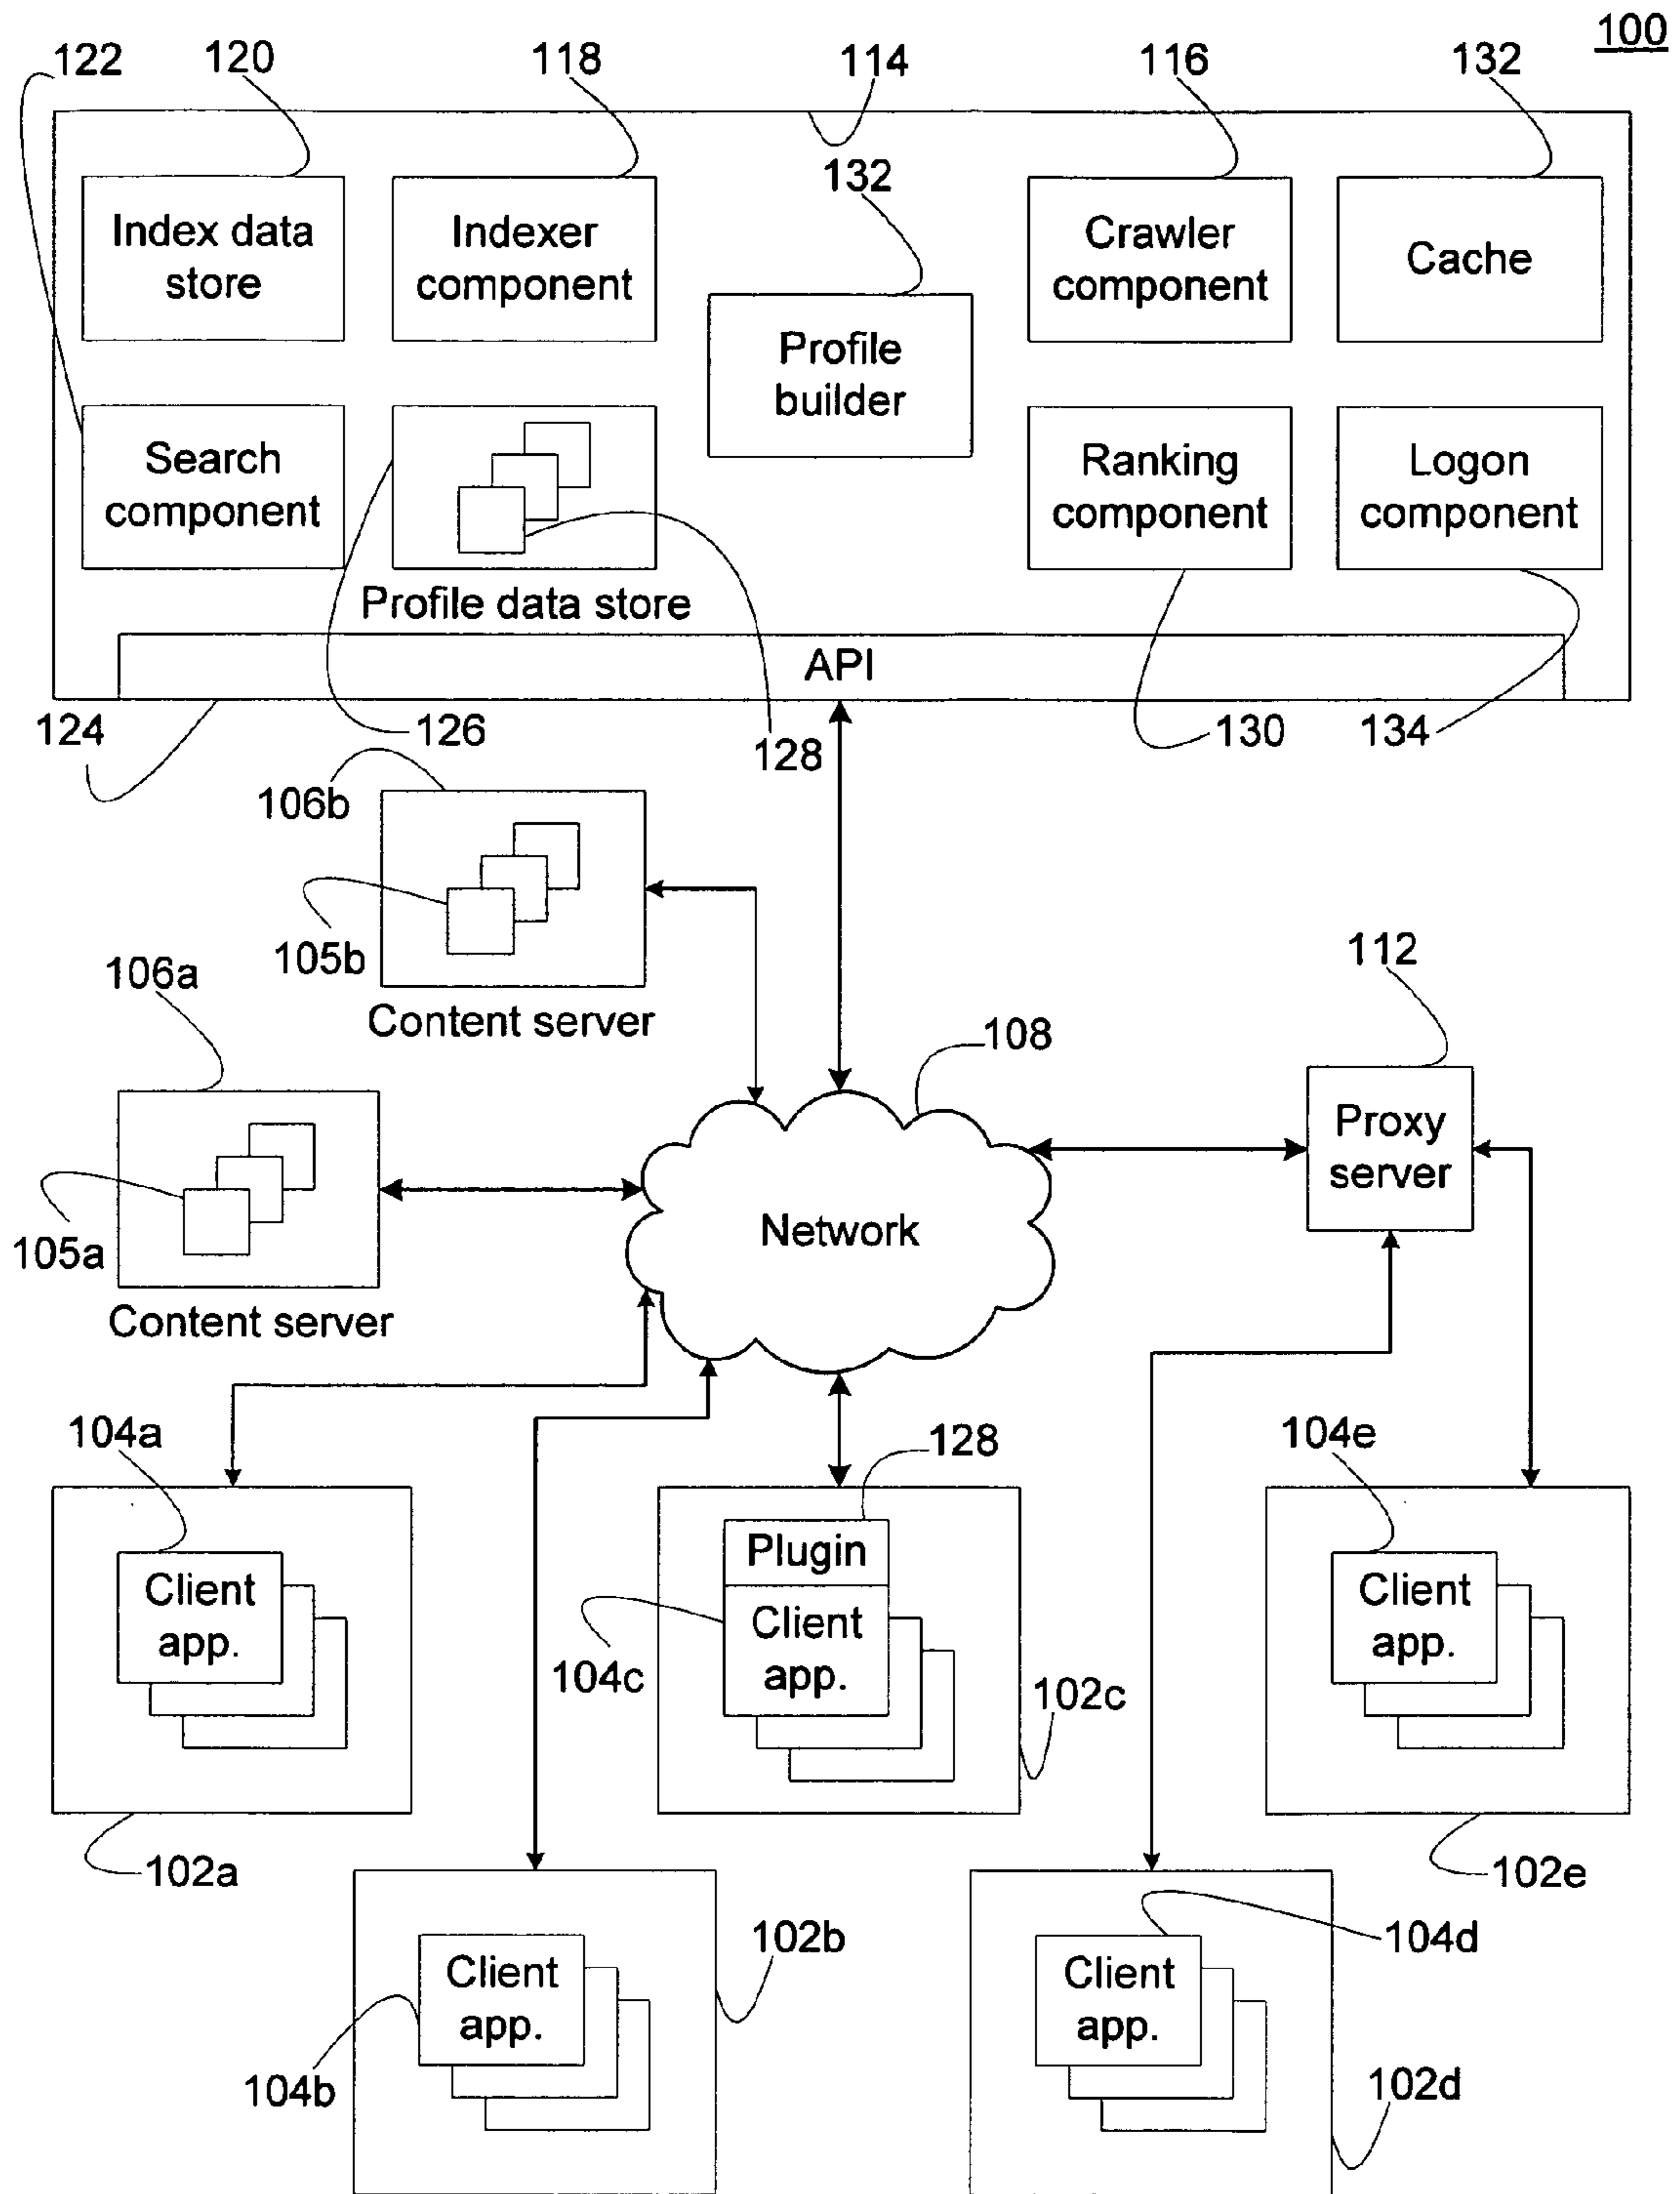 100
122
120
118
114
116
132
132
Index data
store
Indexer
component
Profile
builder
Crawler
component
Cache
Search
component
Profile data store
Ranking
component
Logon
component
API
124
126
128
130
134
106b
105b
Content server
106a
105a
Content server
108
Network
112
Proxy
server
104a
Client
app.
102a
128
Plugin
Client
app.
104c
102c
104e
Client
app.
102e
Client
app.
104b
102b
Client
app.
104d
102d